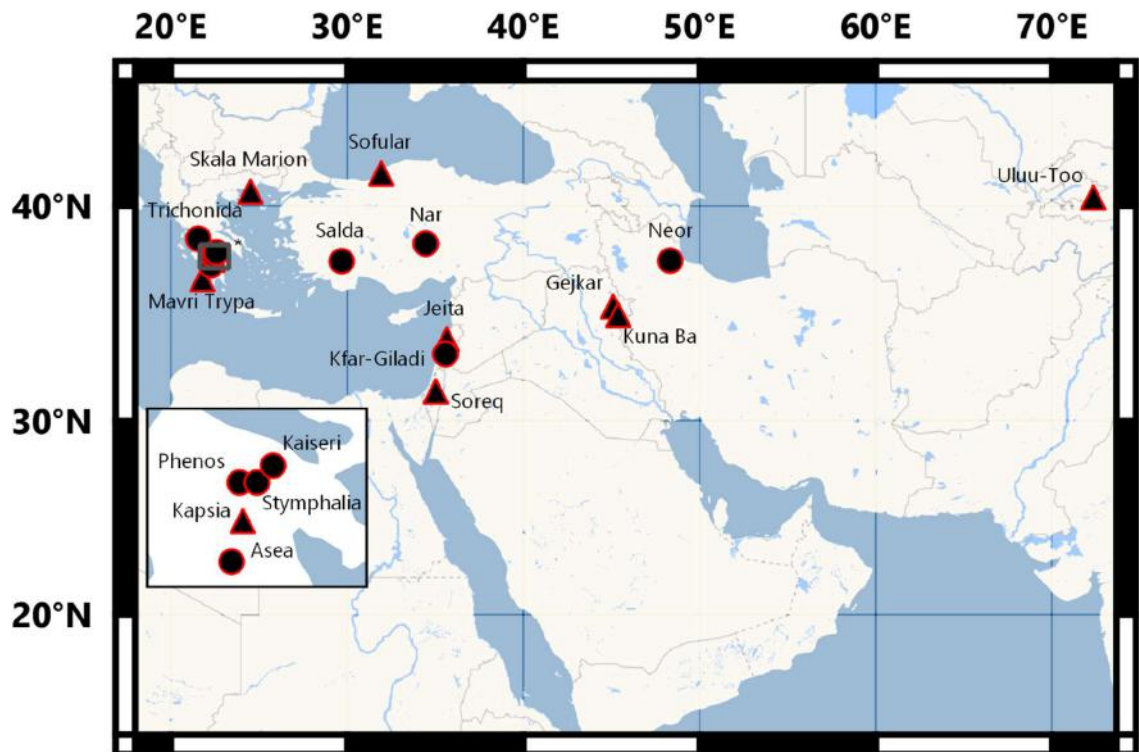 20°E 30°E 40°E 50°E 60°E 70°E
Sofular
Skala Marion
Uluu-Too
40°N
Trichonida
Nar
Salda
Neor
Gejkar
Mavri Trypa
Jeita
Kuna Ba
Kfar-Giladi
Soreq
30°N
Kaiseri
Phenos
Stymphalia
Kapsia
Asea
20°N